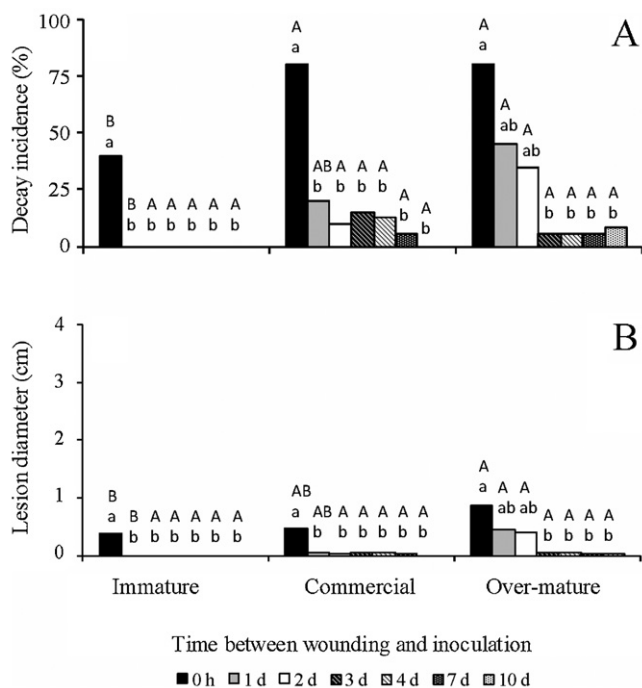 A
Decay incidence (%)
100
75
50
25
0
B
a
B A A A A A
b b b b b b
A
a
AB A A A A A
b b b b b b
A
a
A A A A A A
ab ab b b b b
B
Lesion diameter (cm)
4
3
2
1
0
B
a
B A A A A A
b b b b b b
AB
a
AB A A A A A
b b b b b b
A
a
A A A A A A
ab ab b b b b
Immature Commercial Over-mature
Time between wounding and inoculation
0 h 1 d 2 d 3 d 4 d 7 d 10 d